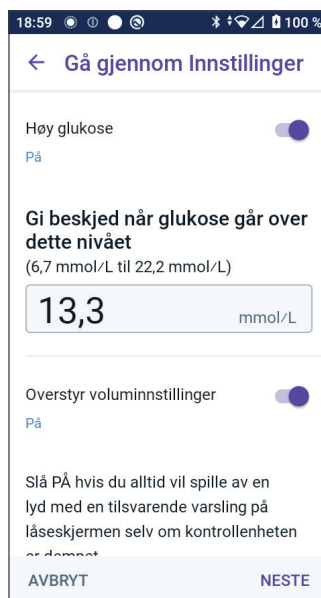 18:59 100 %
Gå gjennom Innstillinger
Høy glukose
På
Gi beskjed når glukose går over
dette nivået
(6,7 mmol/L til 22,2 mmol/L)
13,3 mmol/L
Overstyr voluminnstillinger
På
Slå PÅ hvis du alltid vil spille av en
lyd med en tilsvarende varsling på
låseskjermen selv om kontrollenheten
er dempet
AVBRYT NESTE